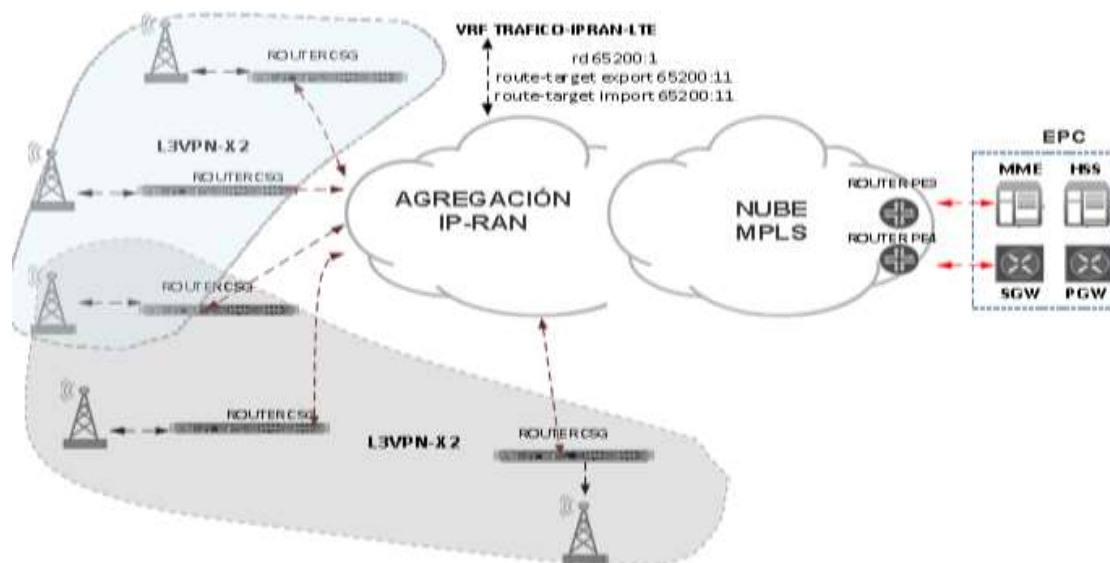 VRF TRAFICO-IPRAN-LTE
rd 65200:1
route-target export 65200:11
route-target import 65200:11
ROUTER CSG
L3VPN-X2
ROUTER CSG
ROUTER CSG
ROUTER CSG
L3VPN-X2
ROUTER CSG
AGREGACIÓN
IP-RAN
NUBE
MPLS
ROUTER PE3
ROUTER PE4
EPC
MME HSS
SGW PGW